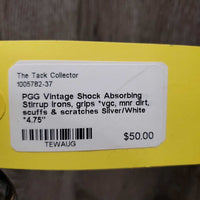 The Tack Collector
1005782-37
PGG Vintage Shock Absorbing
Stirrup Irons, grips *vgc, mnr dirt,
scuffs & scratches Silver/White
*4.75"
$50.00
TEWAUG